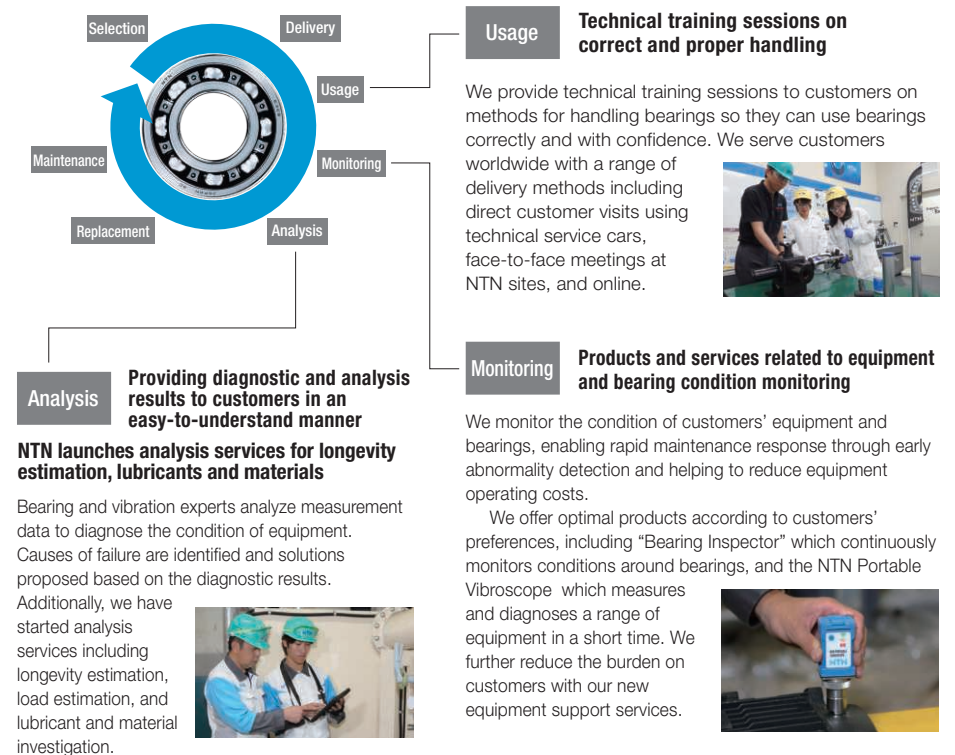 Selection
Delivery
Usage
Monitoring
Analysis
Replacement
Maintenance
NTN
Usage
Technical training sessions on
correct and proper handling
We provide technical training sessions to customers on
methods for handling bearings so they can use bearings
correctly and with confidence. We serve customers
worldwide with a range of
delivery methods including
direct customer visits using
technical service cars,
face-to-face meetings at
NTN sites, and online.
NTN
Monitoring
Products and services related to equipment
and bearing condition monitoring
We monitor the condition of customers’ equipment and
bearings, enabling rapid maintenance response through early
abnormality detection and helping to reduce equipment
operating costs.
We offer optimal products according to customers’
preferences, including “Bearing Inspector” which continuously
monitors conditions around bearings, and the NTN Portable
Vibroscope which measures
and diagnoses a range of
equipment in a short time. We
further reduce the burden on
customers with our new
equipment support services.
NTN
Analysis
Providing diagnostic and analysis
results to customers in an
easy-to-understand manner
NTN launches analysis services for longevity
estimation, lubricants and materials
Bearing and vibration experts analyze measurement
data to diagnose the condition of equipment.
Causes of failure are identified and solutions
proposed based on the diagnostic results.
Additionally, we have
started analysis
services including
longevity estimation,
load estimation, and
lubricant and material
investigation.